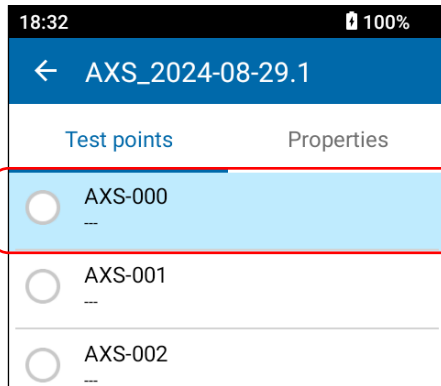 18:32 100%
← AXS_2024-08-29.1
Test points Properties
AXS-000
---
AXS-001
---
AXS-002
---